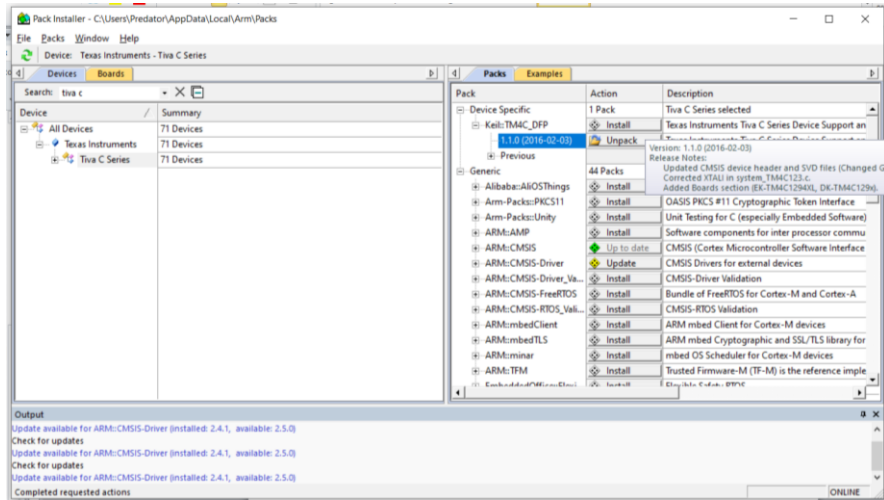 Pack Installer - C:\Users\Predator\AppData\Local\Arm\Packs
File Packs Window Help
Device: Texas Instruments - Tiva C Series
Devices Boards
Search: tiva c
Device / Summary
All Devices 71 Devices
Texas Instruments 71 Devices
Tiva C Series 71 Devices
Packs Examples
Pack Action Description
Device Specific 1 Pack Tiva C Series selected
Keil::TM4C_DFP Install Texas Instruments Tiva C Series Device Support an
1.1.0 (2016-02-03) Unpack
Version: 1.1.0 (2016-02-03)
Release Notes:
Updated CMSIS device header and SVD files (Changed G
Corrected XTALI in system_TM4C123.c.
Added Boards section (EK-TM4C1294XL, DK-TM4C129x).
Previous
Generic 44 Packs
Alibaba::AliOSThings Install
Arm-Packs::PKCS11 Install OASIS PKCS #11 Cryptographic Token Interface
Arm-Packs::Unity Install Unit Testing for C (especially Embedded Software)
ARM::AMP Install Software components for inter processor commu
ARM::CMSIS Up to date CMSIS (Cortex Microcontroller Software Interface
ARM::CMSIS-Driver Update CMSIS Drivers for external devices
ARM::CMSIS-Driver_Va... Install CMSIS-Driver Validation
ARM::CMSIS-FreeRTOS Install Bundle of FreeRTOS for Cortex-M and Cortex-A
ARM::CMSIS-RTOS_Vali... Install CMSIS-RTOS Validation
ARM::mbedClient Install ARM mbed Client for Cortex-M devices
ARM::mbedTLS Install ARM mbed Cryptographic and SSL/TLS library for
ARM::minar Install mbed OS Scheduler for Cortex-M devices
ARM::TFM Install Trusted Firmware-M (TF-M) is the reference imple
Install Flexible Safety RTOS
Output
Update available for ARM::CMSIS-Driver (installed: 2.4.1, available: 2.5.0)
Check for updates
Update available for ARM::CMSIS-Driver (installed: 2.4.1, available: 2.5.0)
Check for updates
Update available for ARM::CMSIS-Driver (installed: 2.4.1, available: 2.5.0)
Completed requested actions ONLINE